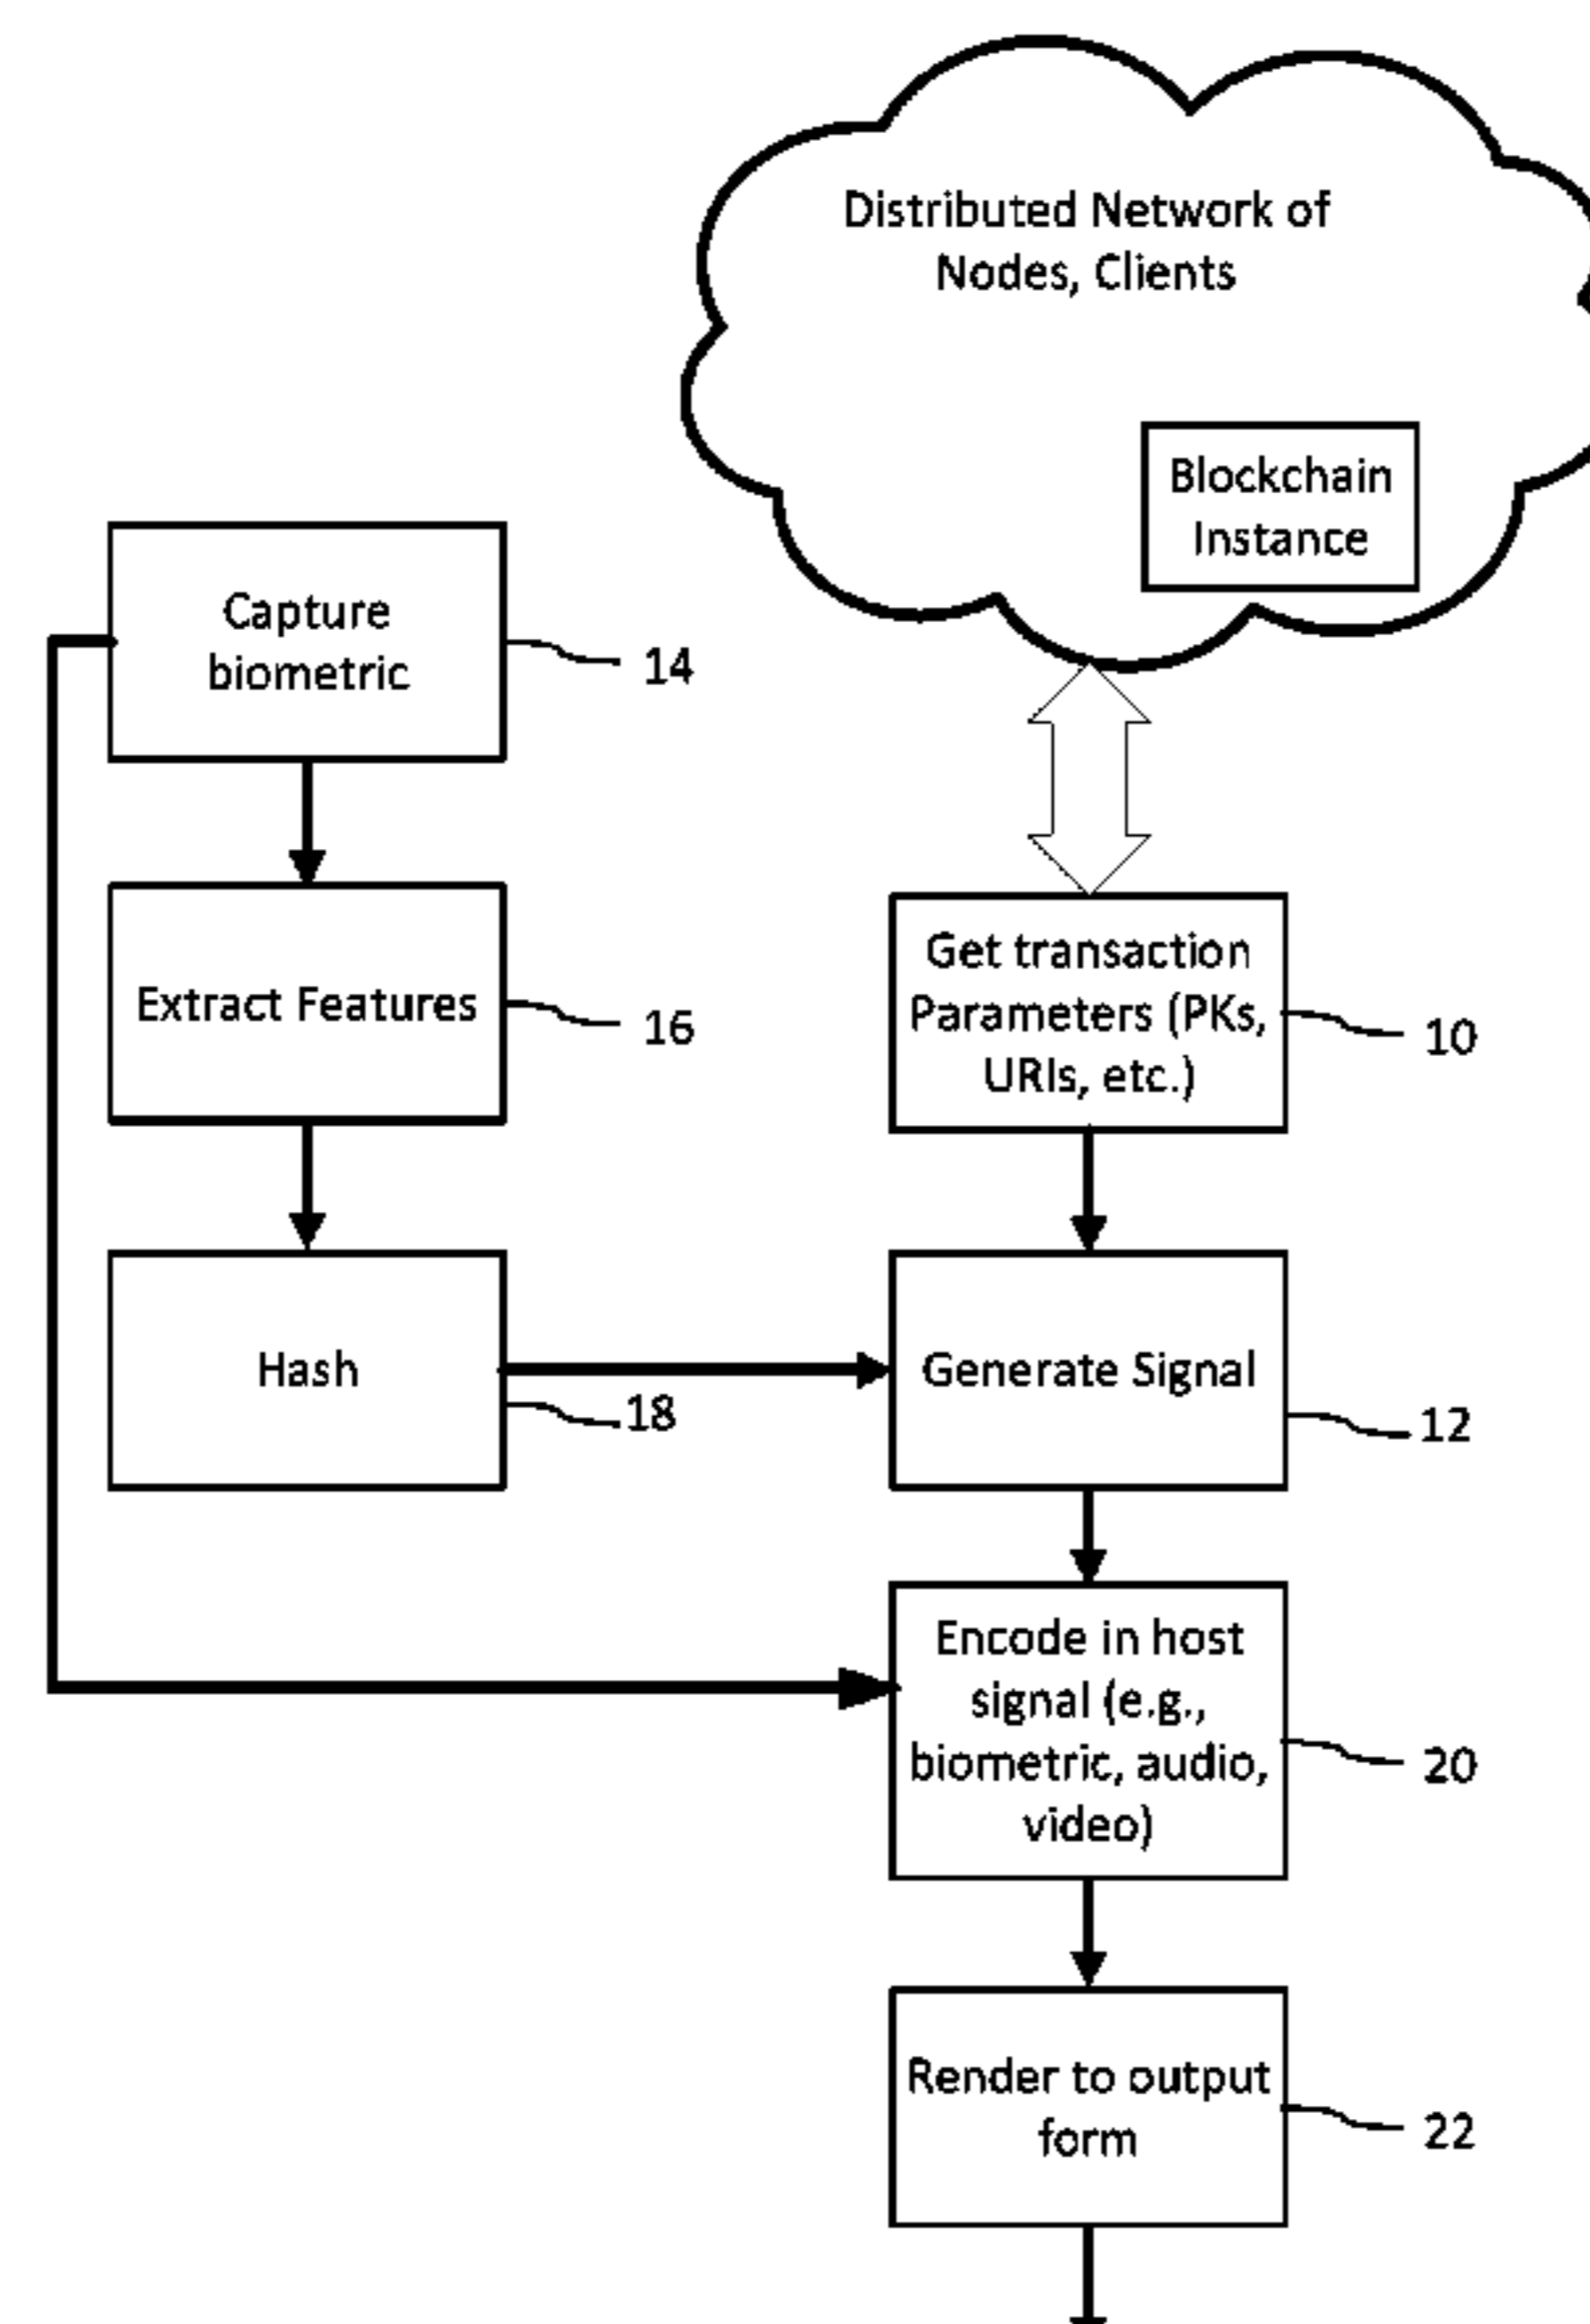 Distributed Network of
Nodes, Clients
Blockchain
Instance
Capture
biometric
14
Extract Features
16
Get transaction
Parameters (PKs,
URIs, etc.)
10
Hash
18
Generate Signal
12
Encode in host
signal (e.g.,
biometric, audio,
video)
20
Render to output
form
22